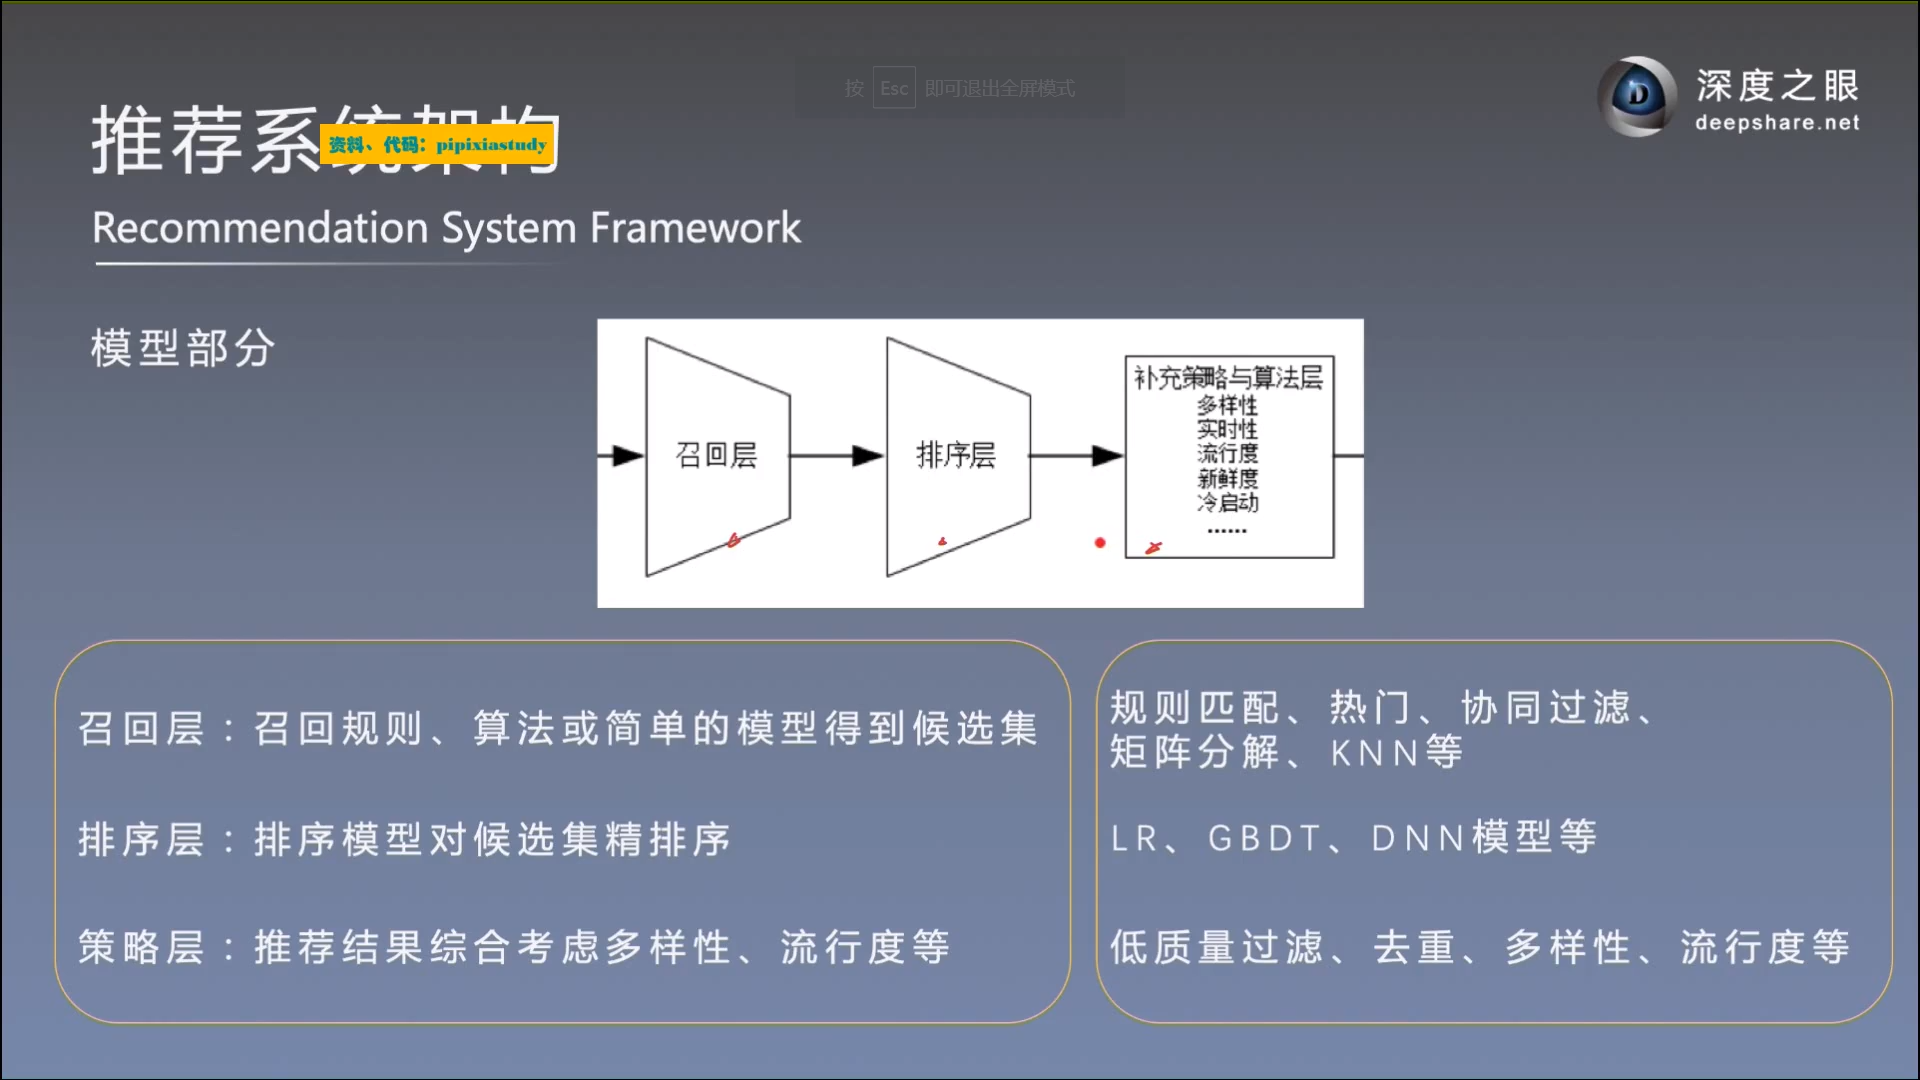 按 Esc 即可退出全屏模式
深度之眼
deepshare.net
推荐系统架构
资料、代码：pipixiastudy
Recommendation System Framework
模型部分
召回层
排序层
补充策略与算法层
多样性
实时性
流行度
新鲜度
冷启动
......
召回层：召回规则、算法或简单的模型得到候选集
排序层：排序模型对候选集精排序
策略层：推荐结果综合考虑多样性、流行度等
规则匹配、热门、协同过滤、
矩阵分解、KNN等
LR、GBDT、DNN模型等
低质量过滤、去重、多样性、流行度等